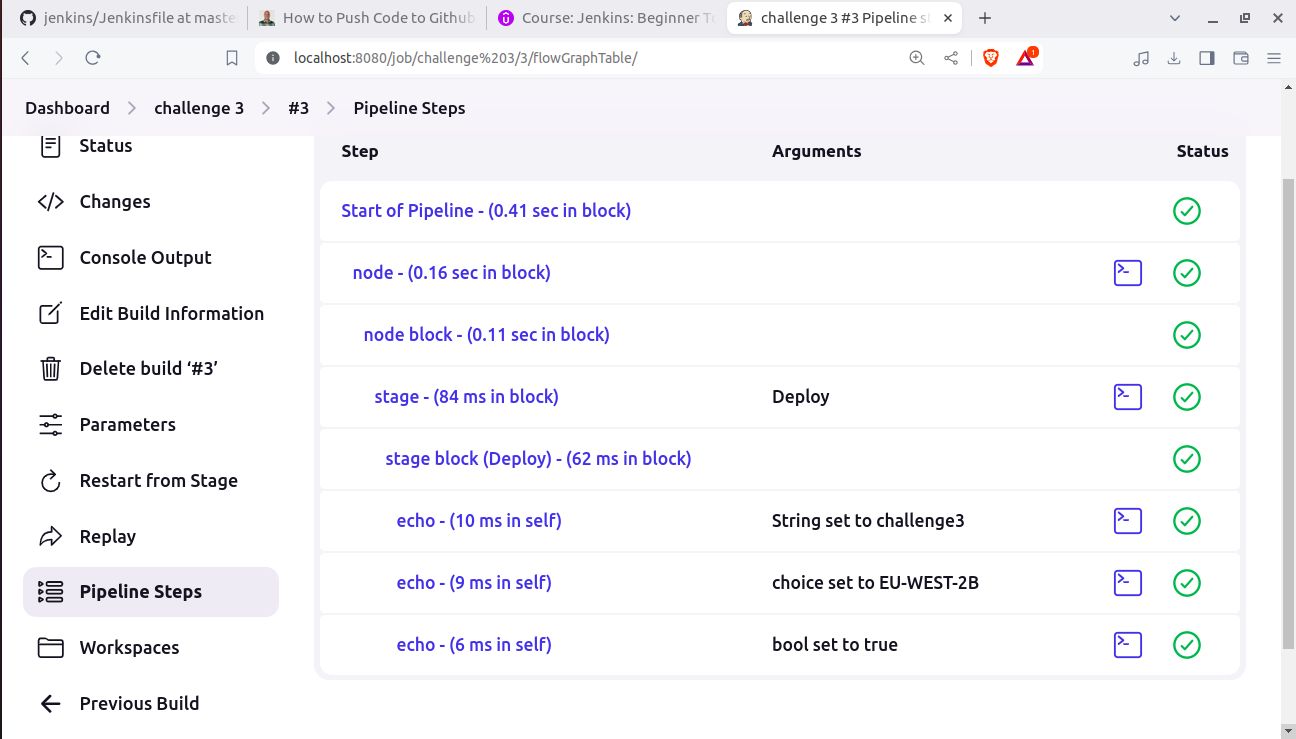 jenkins/Jenkinsfile at maste
How to Push Code to Github
Course: Jenkins: Beginner To
challenge 3 #3 Pipeline s
localhost:8080/job/challenge%203/3/flowGraphTable/
1
Dashboard
challenge 3
#3
Pipeline Steps
Status
Changes
Console Output
Edit Build Information
Delete build ‘#3’
Parameters
Restart from Stage
Replay
Pipeline Steps
Workspaces
Previous Build
Step Arguments Status
Start of Pipeline - (0.41 sec in block)
node - (0.16 sec in block)
node block - (0.11 sec in block)
stage - (84 ms in block) Deploy
stage block (Deploy) - (62 ms in block)
echo - (10 ms in self) String set to challenge3
echo - (9 ms in self) choice set to EU-WEST-2B
echo - (6 ms in self) bool set to true